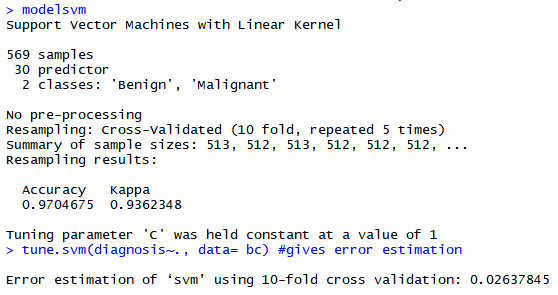 > modelsvm
Support Vector Machines with Linear Kernel
569 samples
30 predictor
2 classes: 'Benign', 'Malignant'
No pre-processing
Resampling: Cross-Validated (10 fold, repeated 5 times)
Summary of sample sizes: 513, 512, 513, 512, 512, 512, ...
Resampling results:
Accuracy Kappa
0.9704675 0.9362348
Tuning parameter 'C' was held constant at a value of 1
> tune.svm(diagnosis~., data= bc) #gives error estimation
Error estimation of ‘svm’ using 10-fold cross validation: 0.02637845